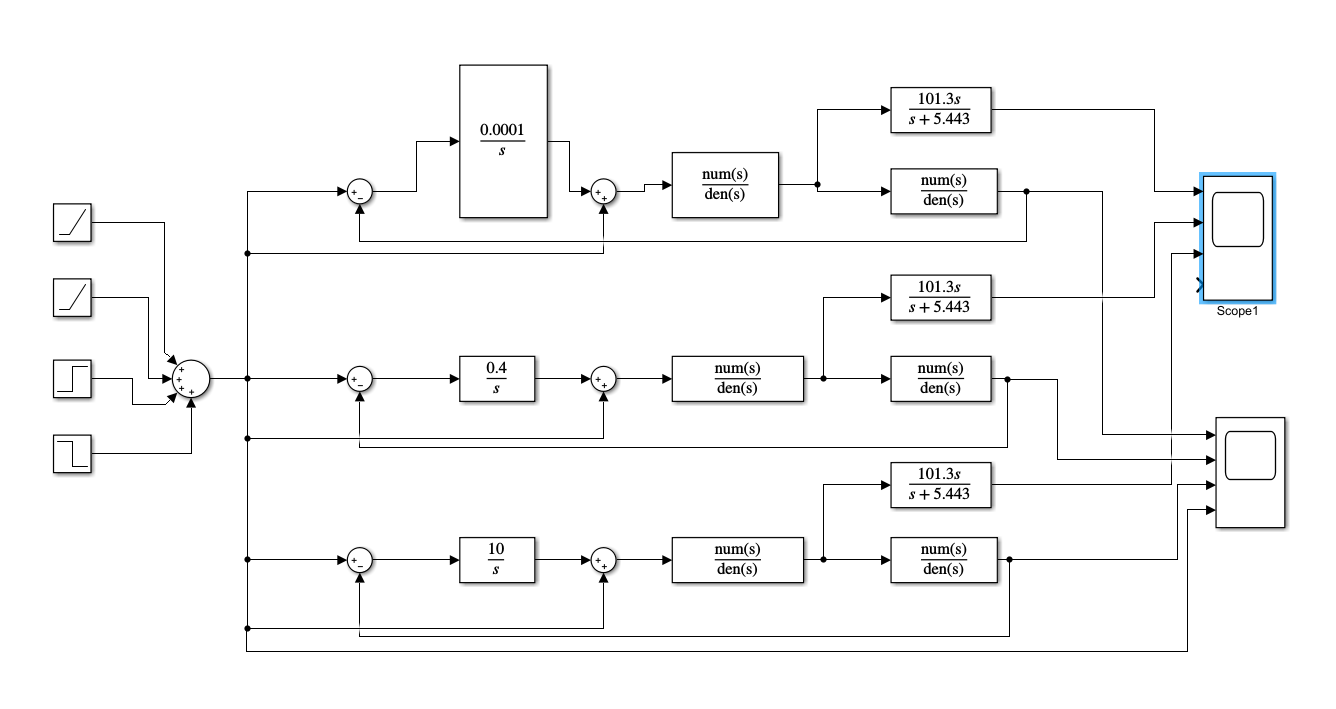 101.3s
s + 5.443
0.0001
s
num(s)
den(s)
num(s)
den(s)
Scope1
101.3s
s + 5.443
0.4
s
num(s)
den(s)
num(s)
den(s)
101.3s
s + 5.443
10
s
num(s)
den(s)
num(s)
den(s)